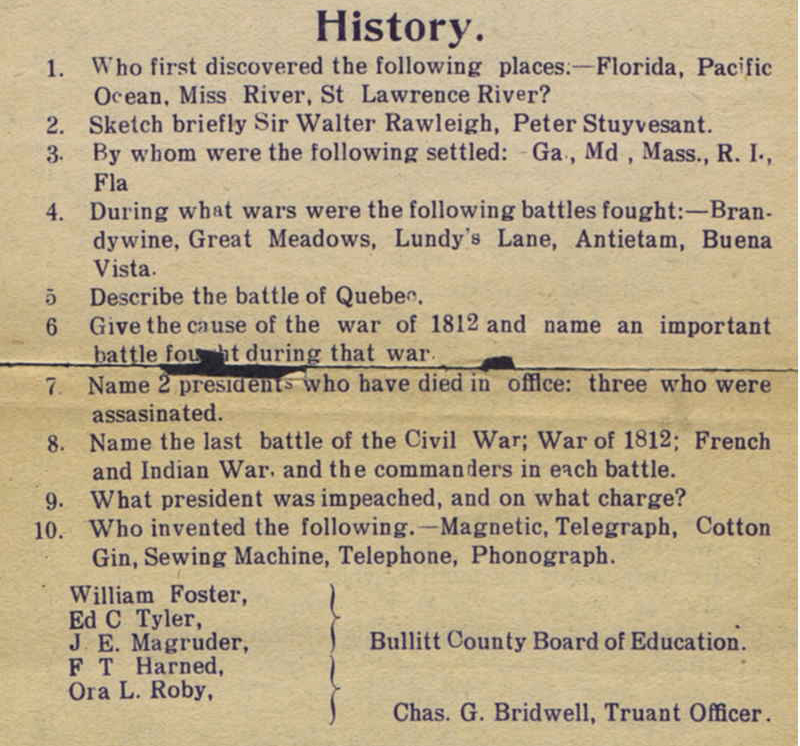 History.
1. Who first discovered the following places.—Florida, Pacific
Ocean, Miss River, St Lawrence River?
2. Sketch briefly Sir Walter Rawleigh, Peter Stuyvesant.
3. By whom were the following settled: Ga., Md , Mass., R. I.,
Fla
4. During what wars were the following battles fought:—Bran-
dywine, Great Meadows, Lundy's Lane, Antietam, Buena
Vista.
5 Describe the battle of Quebec.
6 Give the cause of the war of 1812 and name an important
battle fought during that war.
7. Name 2 presidents who have died in office: three who were
assasinated.
8. Name the last battle of the Civil War; War of 1812; French
and Indian War, and the commanders in each battle.
9. What president was impeached, and on what charge?
10. Who invented the following.—Magnetic, Telegraph, Cotton
Gin, Sewing Machine, Telephone, Phonograph.
William Foster,
Ed C Tyler,
J. E. Magruder,
F T Harned,
Ora L. Roby,
Bullitt County Board of Education.
Chas. G. Bridwell, Truant Officer.